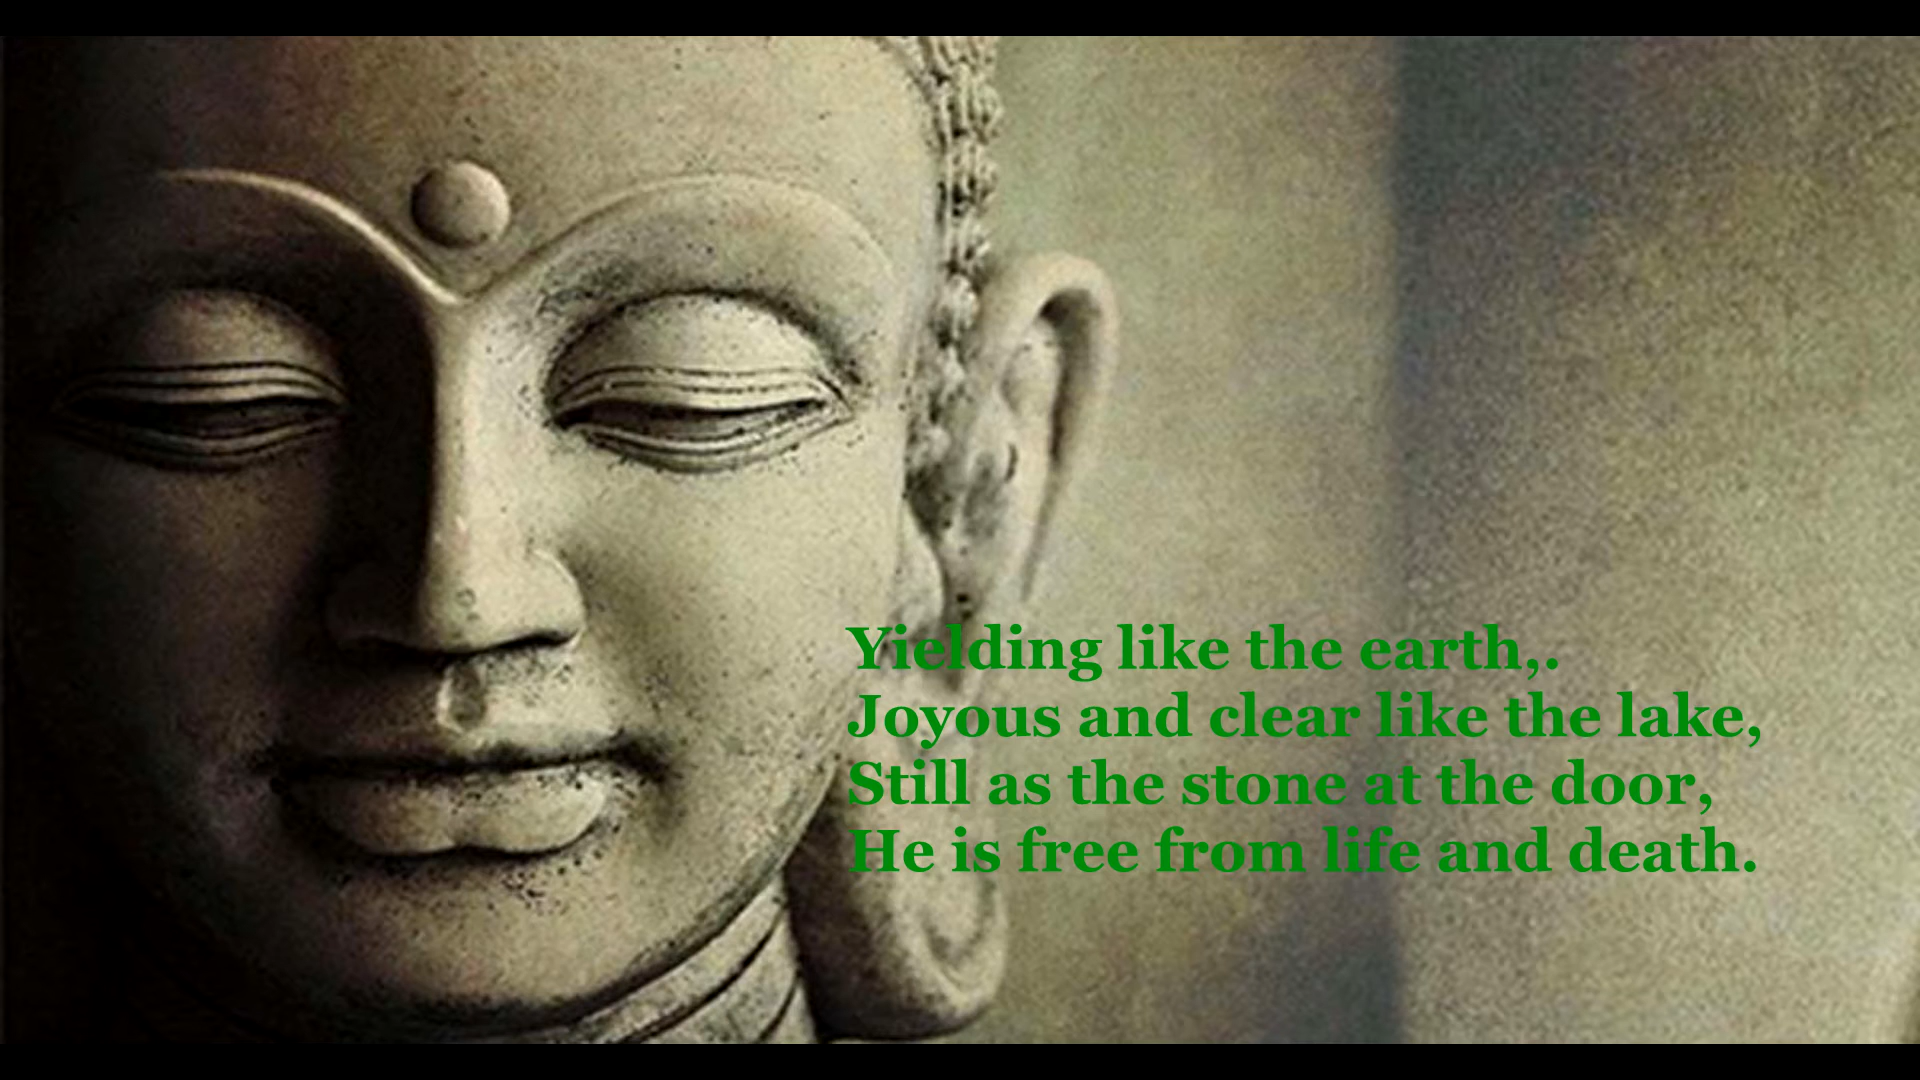 Yielding like the earth,.
Joyous and clear like the lake,
Still as the stone at the door,
He is free from life and death.